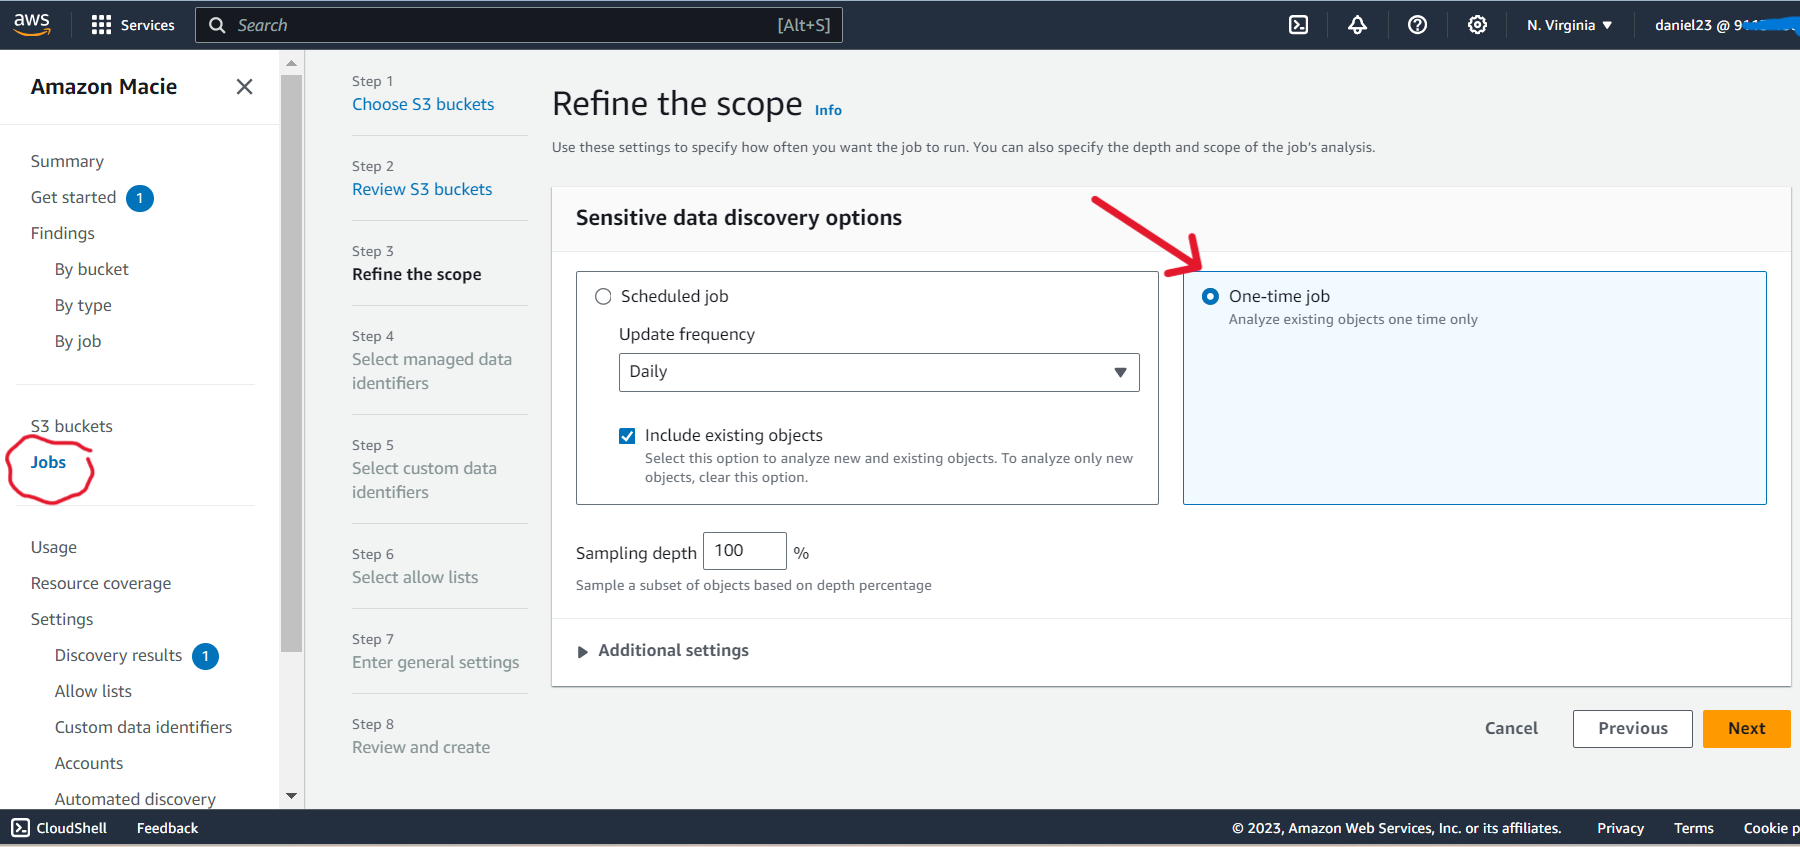 aws
Services
Search
[Alt+S]
N. Virginia
daniel23 @
Amazon Macie
Summary
Get started 1
Findings
By bucket
By type
By job
S3 buckets
Jobs
Usage
Resource coverage
Settings
Discovery results 1
Allow lists
Custom data identifiers
Accounts
Automated discovery
Step 1
Choose S3 buckets
Step 2
Review S3 buckets
Step 3
Refine the scope
Step 4
Select managed data
identifiers
Step 5
Select custom data
identifiers
Step 6
Select allow lists
Step 7
Enter general settings
Step 8
Review and create
Refine the scope Info
Use these settings to specify how often you want the job to run. You can also specify the depth and scope of the job's analysis.
Sensitive data discovery options
Scheduled job
Update frequency
Daily
Include existing objects
Select this option to analyze new and existing objects. To analyze only new
objects, clear this option.
One-time job
Analyze existing objects one time only
Sampling depth 100 %
Sample a subset of objects based on depth percentage
Additional settings
Cancel
Previous
Next
CloudShell
Feedback
© 2023, Amazon Web Services, Inc. or its affiliates.
Privacy
Terms
Cookie p